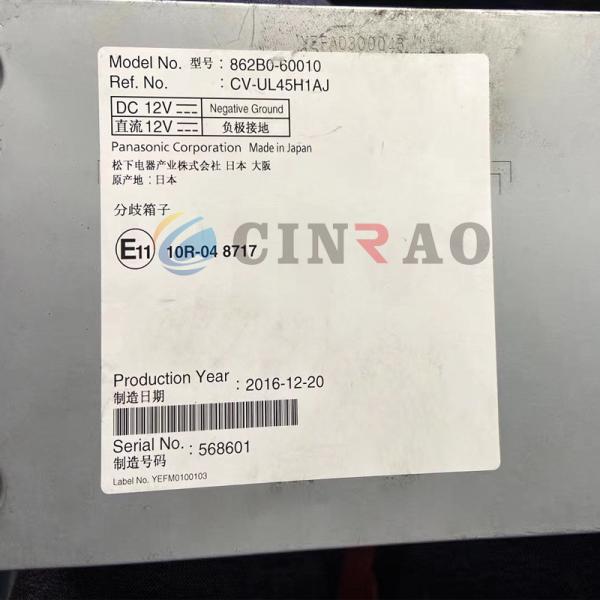 Model No. 型号 : 862B0-60010
Ref. No. : CV-UL45H1AJ
DC 12V Negative Ground
直流12V 负极接地
Panasonic Corporation Made in Japan
松下电器产业株式会社 日本 大阪
原产地 : 日本
分歧箱子
CINRAO
E11 10R-04 8717
Production Year : 2016-12-20
制造日期
Serial No. : 568601
制造号码
Label No. YEFM0100103